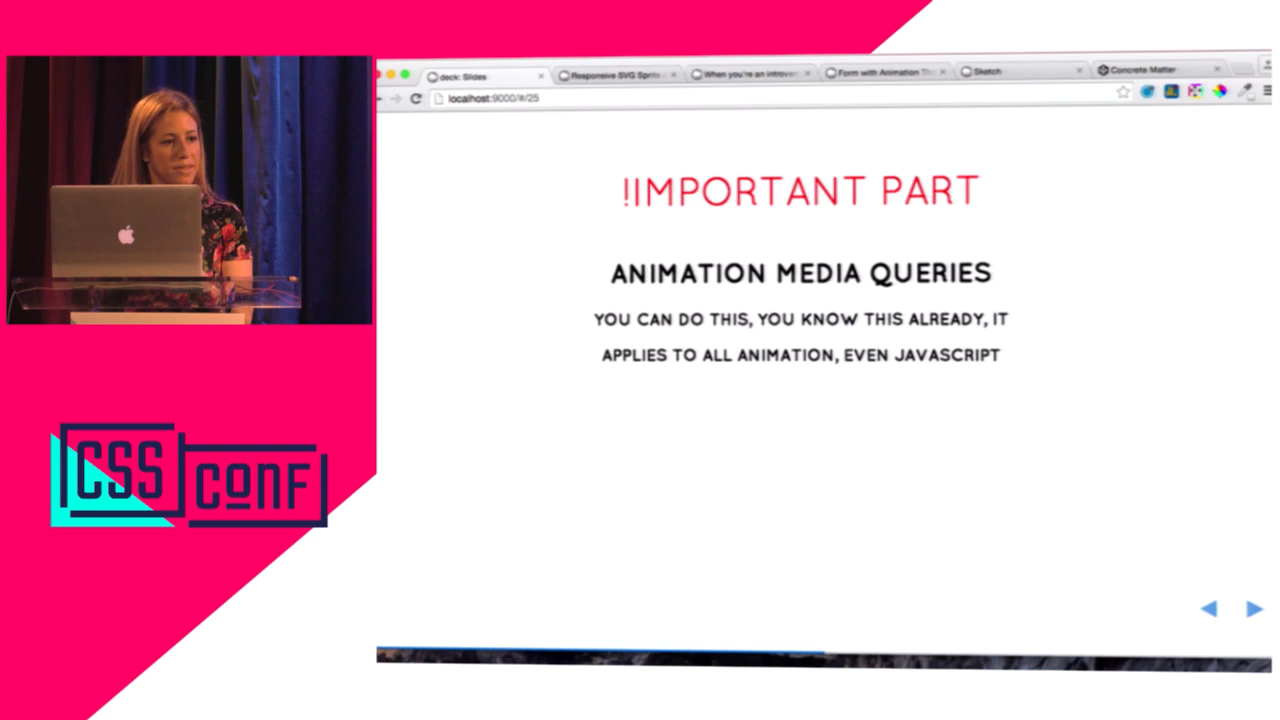 deck: Slides
Responsive SVG Sprite
When you're an introver
Form with Animation Th
Sketch
Concrete Matter
localhost:9000/#/25
!IMPORTANT PART
ANIMATION MEDIA QUERIES
YOU CAN DO THIS, YOU KNOW THIS ALREADY, IT
APPLIES TO ALL ANIMATION, EVEN JAVASCRIPT
CSS
CONF